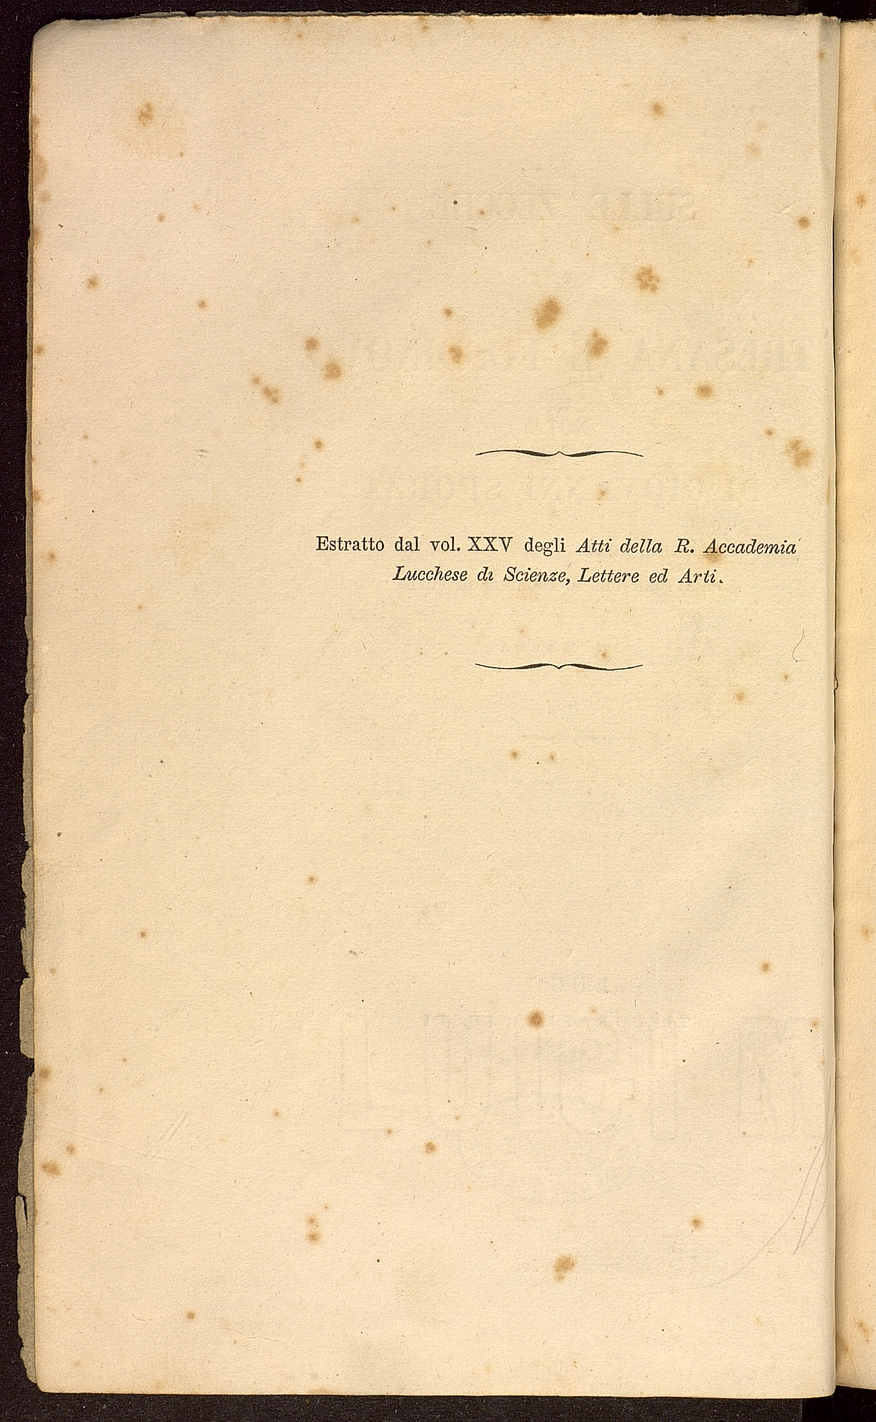 Estratto dal vol. XXV degli Atti della R. Accademia
Lucchese di Scienze, Lettere ed Arti.